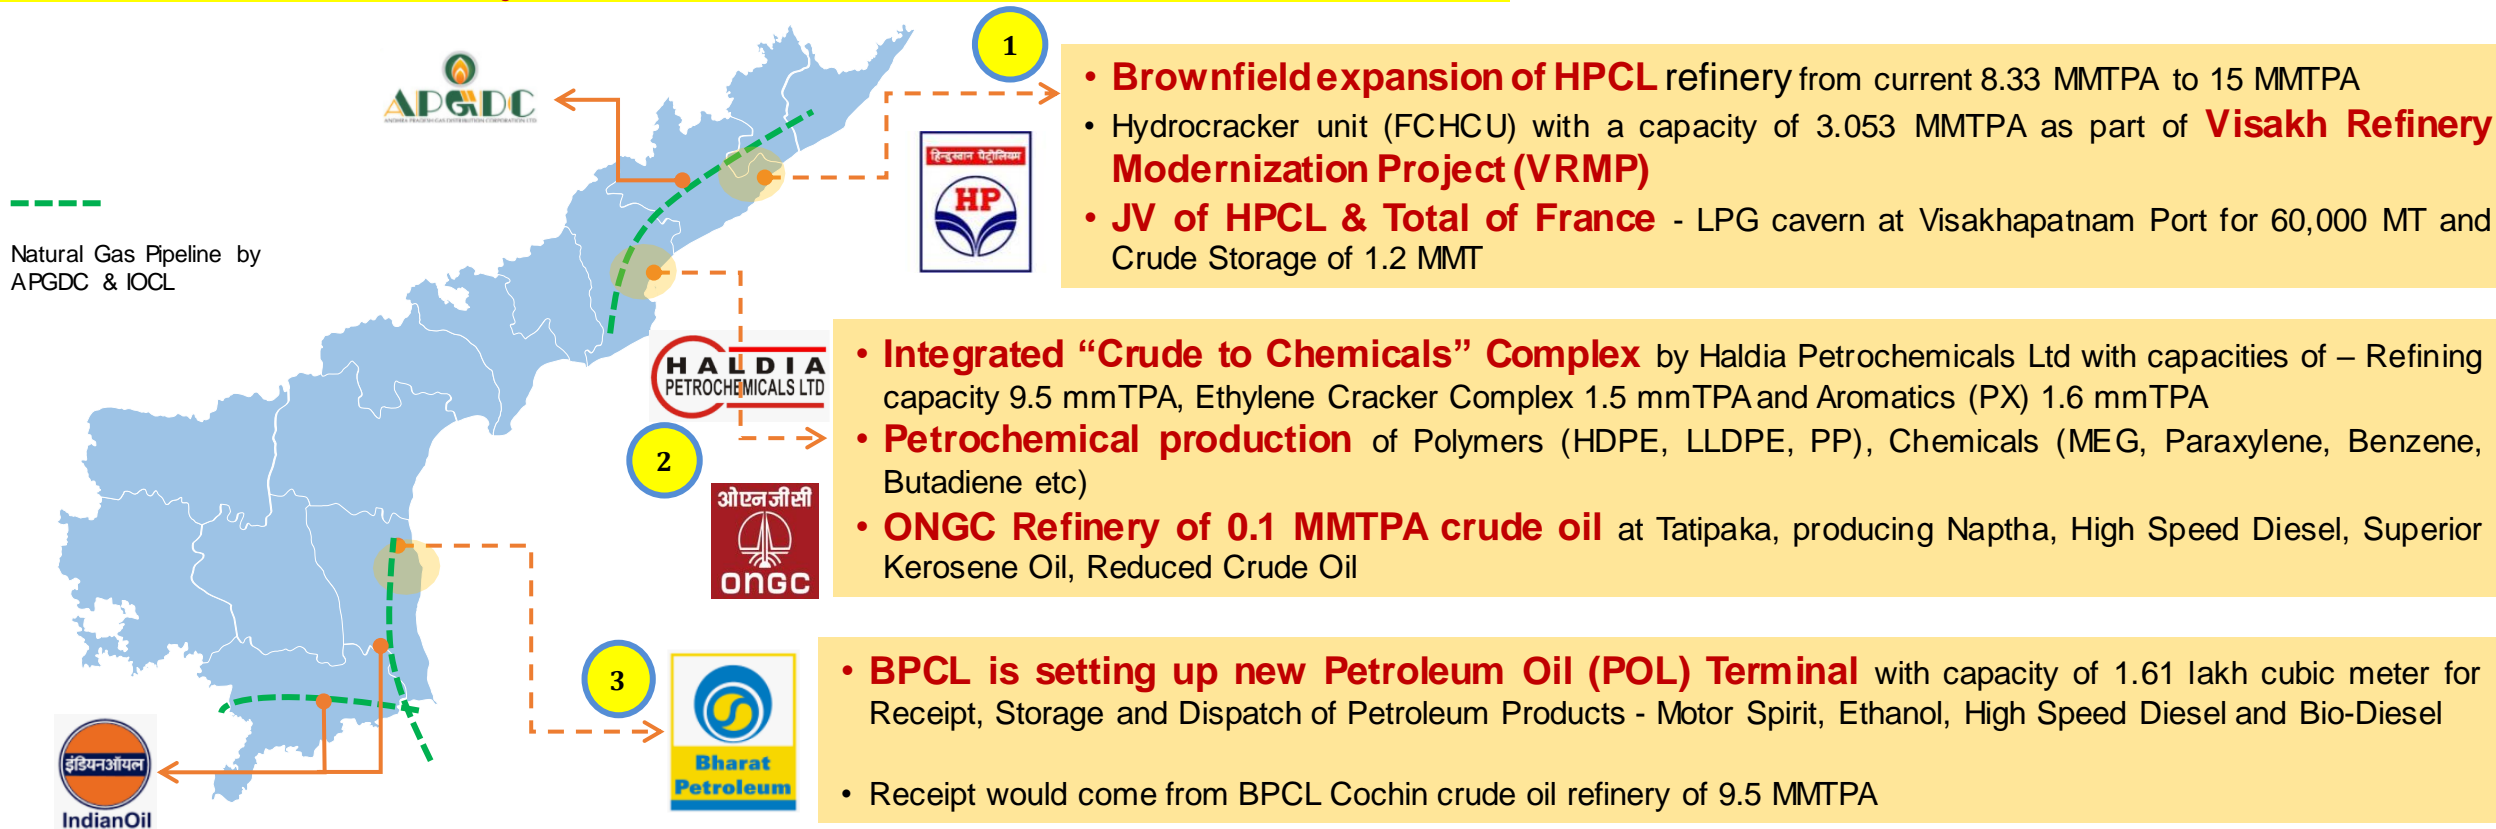 1
APGDC
ANDHRA PRADESH GAS DISTRIBUTION CORPORATION LTD
• Brownfield expansion of HPCL refinery from current 8.33 MMTPA to 15 MMTPA
• Hydrocracker unit (FCHCU) with a capacity of 3.053 MMTPA as part of Visakh Refinery
Modernization Project (VRMP)
• JV of HPCL & Total of France - LPG cavern at Visakhapatnam Port for 60,000 MT and
Crude Storage of 1.2 MMT
हिन्दुस्तान पेट्रोलियम
HP
Natural Gas Pipeline by
APGDC & IOCL
HALDIA
PETROCHEMICALS LTD
2
• Integrated “Crude to Chemicals” Complex by Haldia Petrochemicals Ltd with capacities of – Refining
capacity 9.5 mmTPA, Ethylene Cracker Complex 1.5 mmTPA and Aromatics (PX) 1.6 mmTPA
• Petrochemical production of Polymers (HDPE, LLDPE, PP), Chemicals (MEG, Paraxylene, Benzene,
Butadiene etc)
• ONGC Refinery of 0.1 MMTPA crude oil at Tatipaka, producing Naptha, High Speed Diesel, Superior
Kerosene Oil, Reduced Crude Oil
ओएनजीसी
ONGC
3
Bharat
Petroleum
• BPCL is setting up new Petroleum Oil (POL) Terminal with capacity of 1.61 lakh cubic meter for
Receipt, Storage and Dispatch of Petroleum Products - Motor Spirit, Ethanol, High Speed Diesel and Bio-Diesel
• Receipt would come from BPCL Cochin crude oil refinery of 9.5 MMTPA
इंडियनऑयल
IndianOil